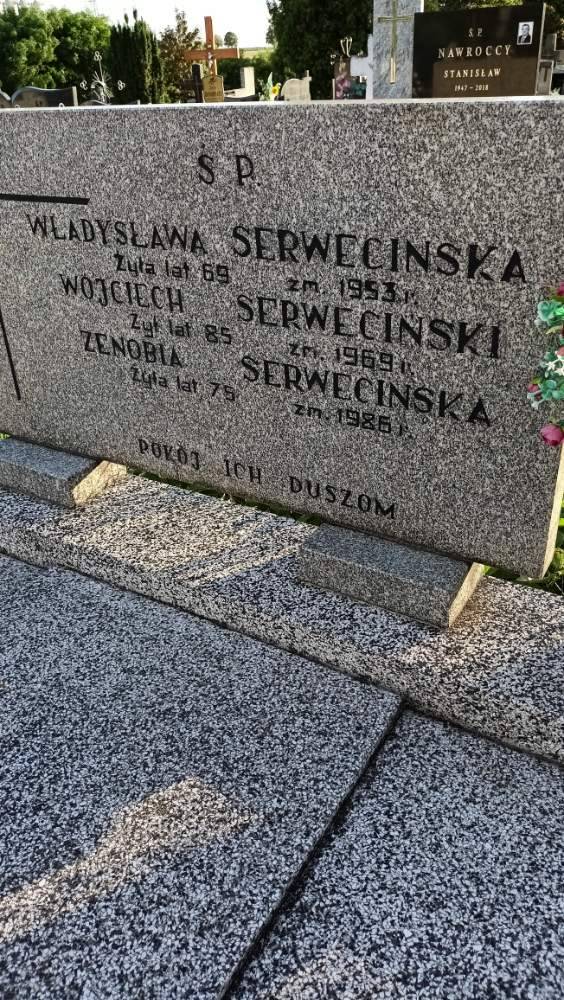 Ś.P.
NAWROCCY
STANISŁAW
1947 - 2018
Ś P.
WŁADYSŁAWA SERWECIŃSKA
Żyła lat 69 zm. 1953 r.
WOJCIECH SERWECIŃSKI
Żył lat 85 zm. 1969 r.
ZENOBIA SERWECIŃSKA
Żyła lat 75 zm. 1986 r.
POKÓJ ICH DUSZOM